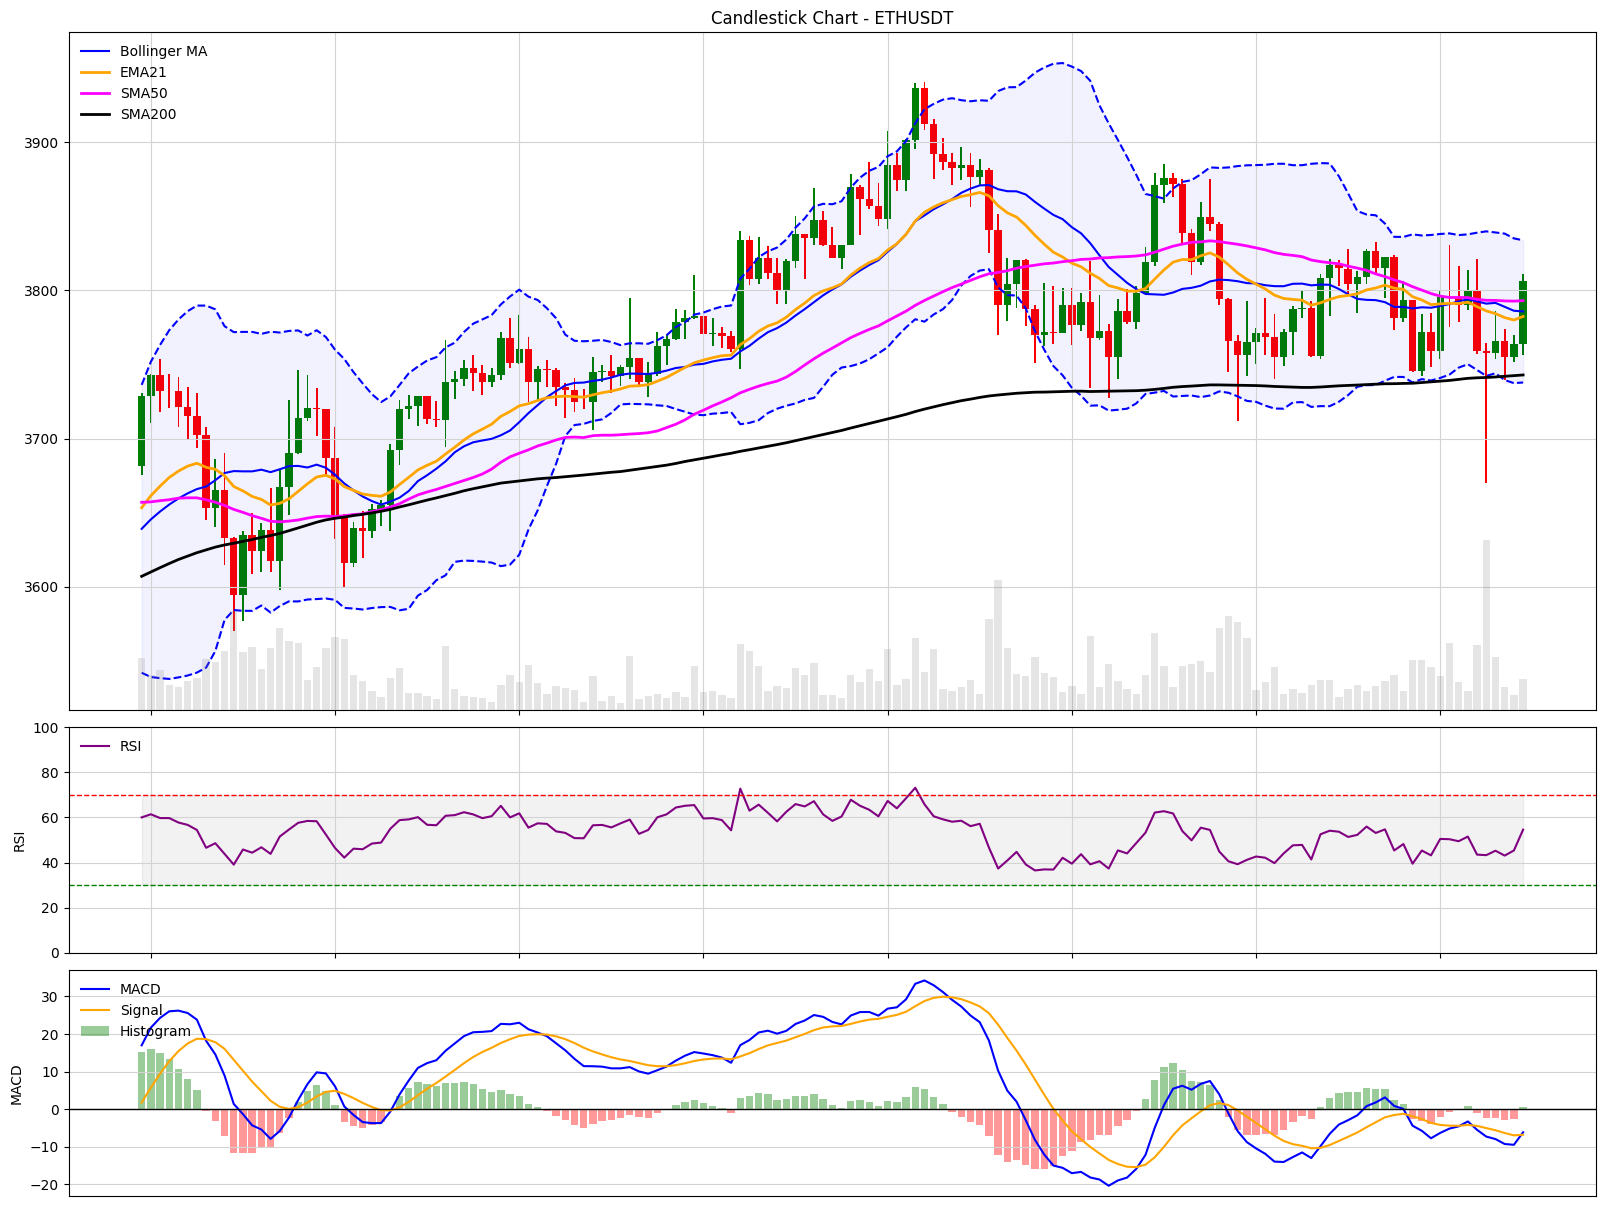 Candlestick Chart - ETHUSDT
Bollinger MA
EMA21
SMA50
SMA200
3900
3800
3700
3600
100
RSI
80
60
RSI
40
20
0
MACD
30
Signal
20
Histogram
10
MACD
0
−10
−20